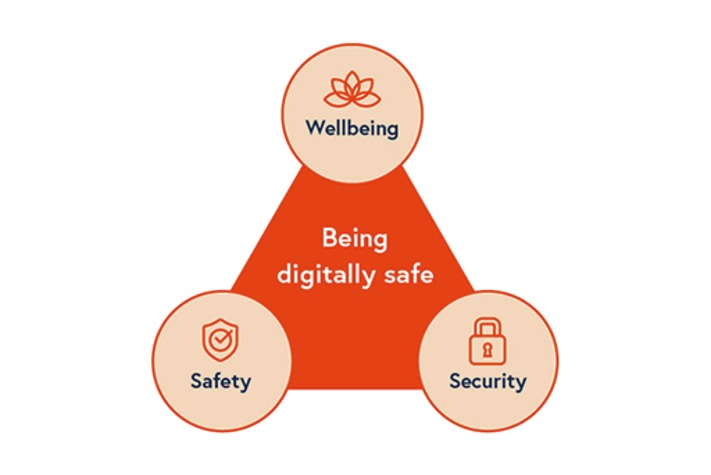 Wellbeing
Being
digitally safe
Safety
Security